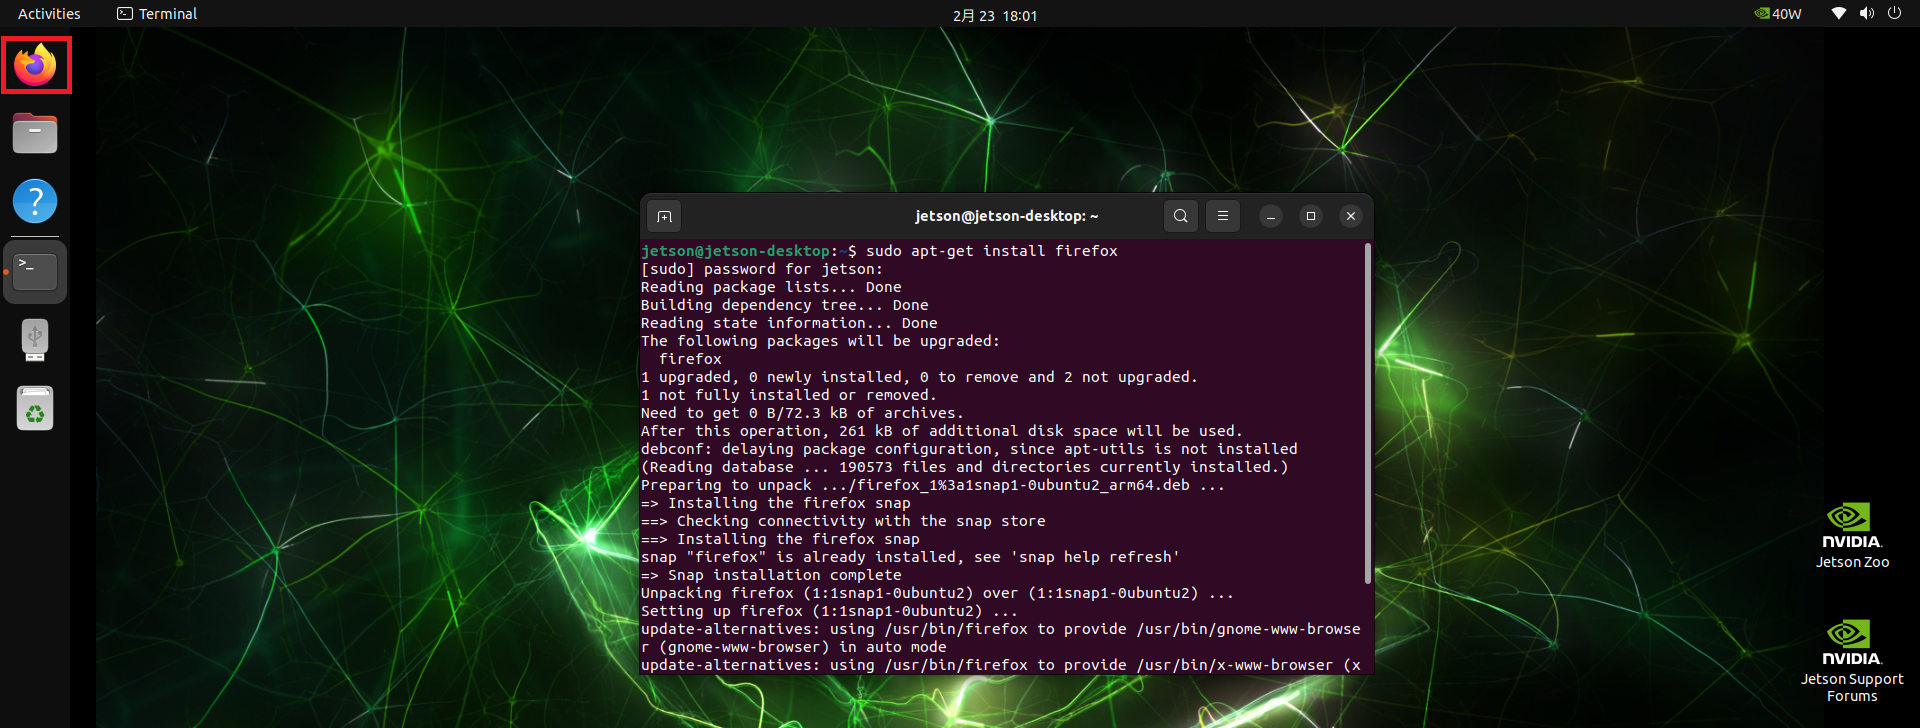 Activities
Terminal
2月 23 18:01
40W
?
jetson@jetson-desktop: ~
jetson@jetson-desktop:~$ sudo apt-get install firefox
[sudo] password for jetson:
Reading package lists... Done
Building dependency tree... Done
Reading state information... Done
The following packages will be upgraded:
firefox
1 upgraded, 0 newly installed, 0 to remove and 2 not upgraded.
1 not fully installed or removed.
Need to get 0 B/72.3 kB of archives.
After this operation, 261 kB of additional disk space will be used.
debconf: delaying package configuration, since apt-utils is not installed
(Reading database ... 190573 files and directories currently installed.)
Preparing to unpack .../firefox_1%3a1snap1-0ubuntu2_arm64.deb ...
=> Installing the firefox snap
==> Checking connectivity with the snap store
==> Installing the firefox snap
snap "firefox" is already installed, see 'snap help refresh'
=> Snap installation complete
Unpacking firefox (1:1snap1-0ubuntu2) over (1:1snap1-0ubuntu2) ...
Setting up firefox (1:1snap1-0ubuntu2) ...
update-alternatives: using /usr/bin/firefox to provide /usr/bin/gnome-www-browse
r (gnome-www-browser) in auto mode
update-alternatives: using /usr/bin/firefox to provide /usr/bin/x-www-browser (x
NVIDIA.
Jetson Zoo
NVIDIA.
Jetson Support
Forums